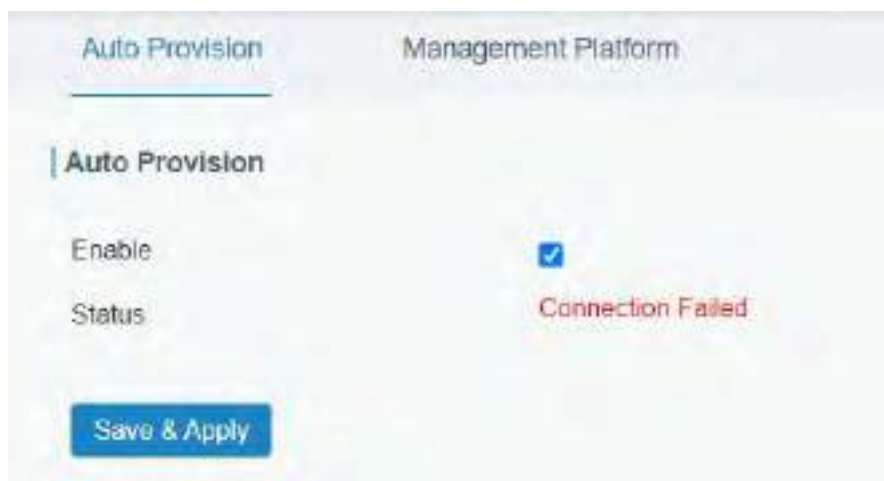 Auto Provision Management Platform
Auto Provision
Enable
Status Connection Failed
Save & Apply